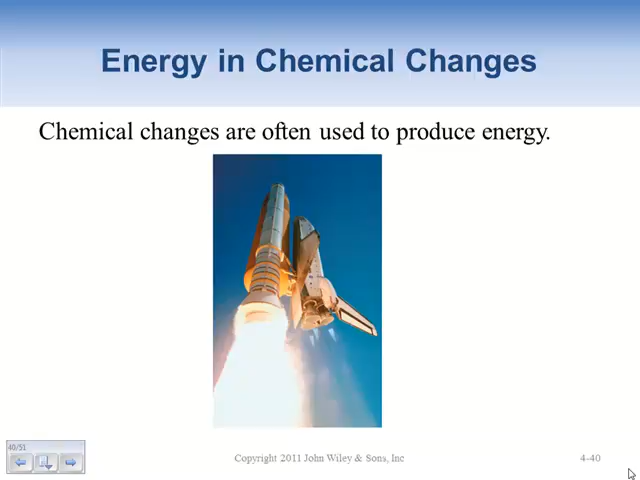 Energy in Chemical Changes
Chemical changes are often used to produce energy.
40/51
Copyright 2011 John Wiley & Sons, Inc
4-40